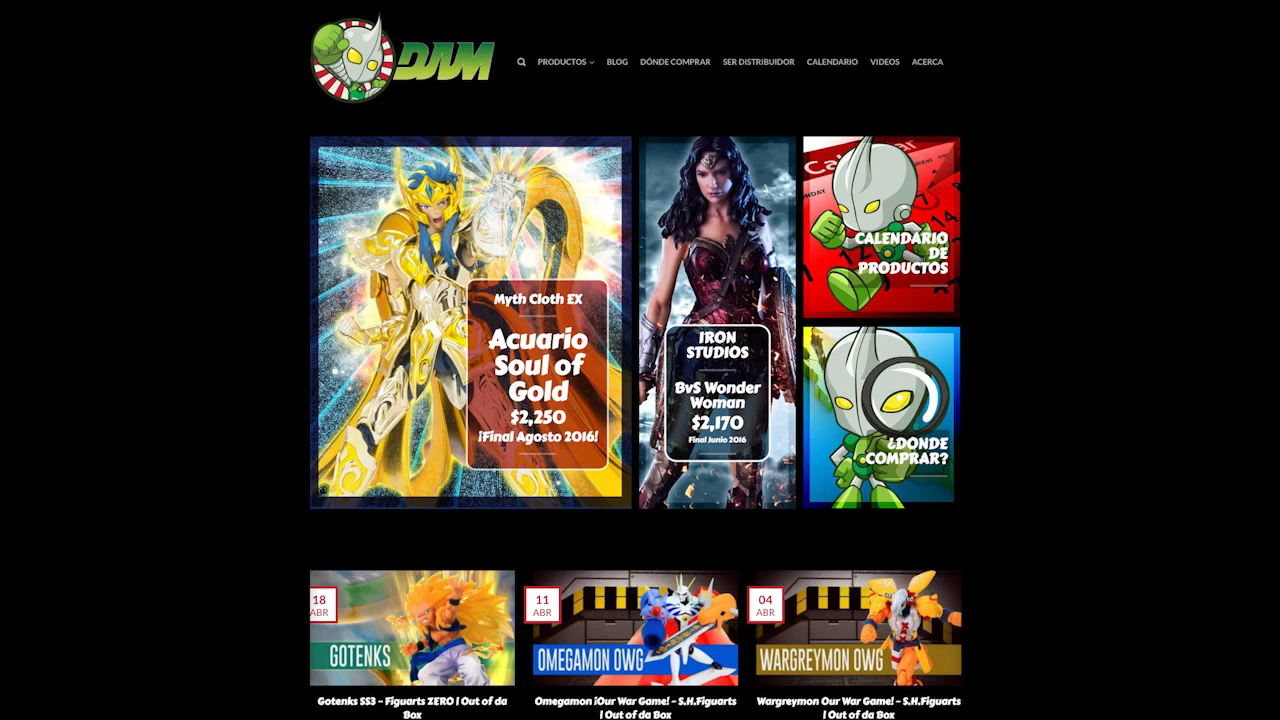 DAM
PRODUCTOS
BLOG
DÓNDE COMPRAR
SER DISTRIBUIDOR
CALENDARIO
VIDEOS
ACERCA
Myth Cloth EX
Acuario
Soul of
Gold
$2,250
¡Final Agosto 2016!
IRON
STUDIOS
BvS Wonder
Woman
$2,170
Final Junio 2016
CALENDARIO
DE
PRODUCTOS
¿DONDE
COMPRAR?
18
ABR
GOTENKS
11
ABR
OMEGAMON OWG
04
ABR
WARGREYMON OWG
Gotenks SS3 – Figuarts ZERO | Out of da
Box
Omegamon ¡Our War Game! – S.H.Figuarts
| Out of da Box
Wargreymon Our War Game! – S.H.Figuarts
| Out of da Box